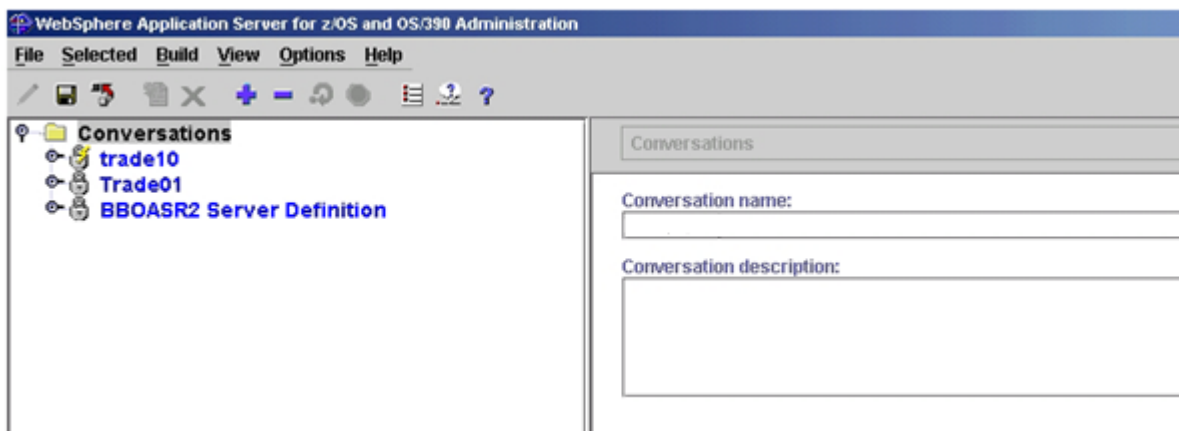 WebSphere Application Server for z/OS and OS/390 Administration
File Selected Build View Options Help
Conversations
trade10
Trade01
BBOASR2 Server Definition
Conversations
Conversation name:
Conversation description: